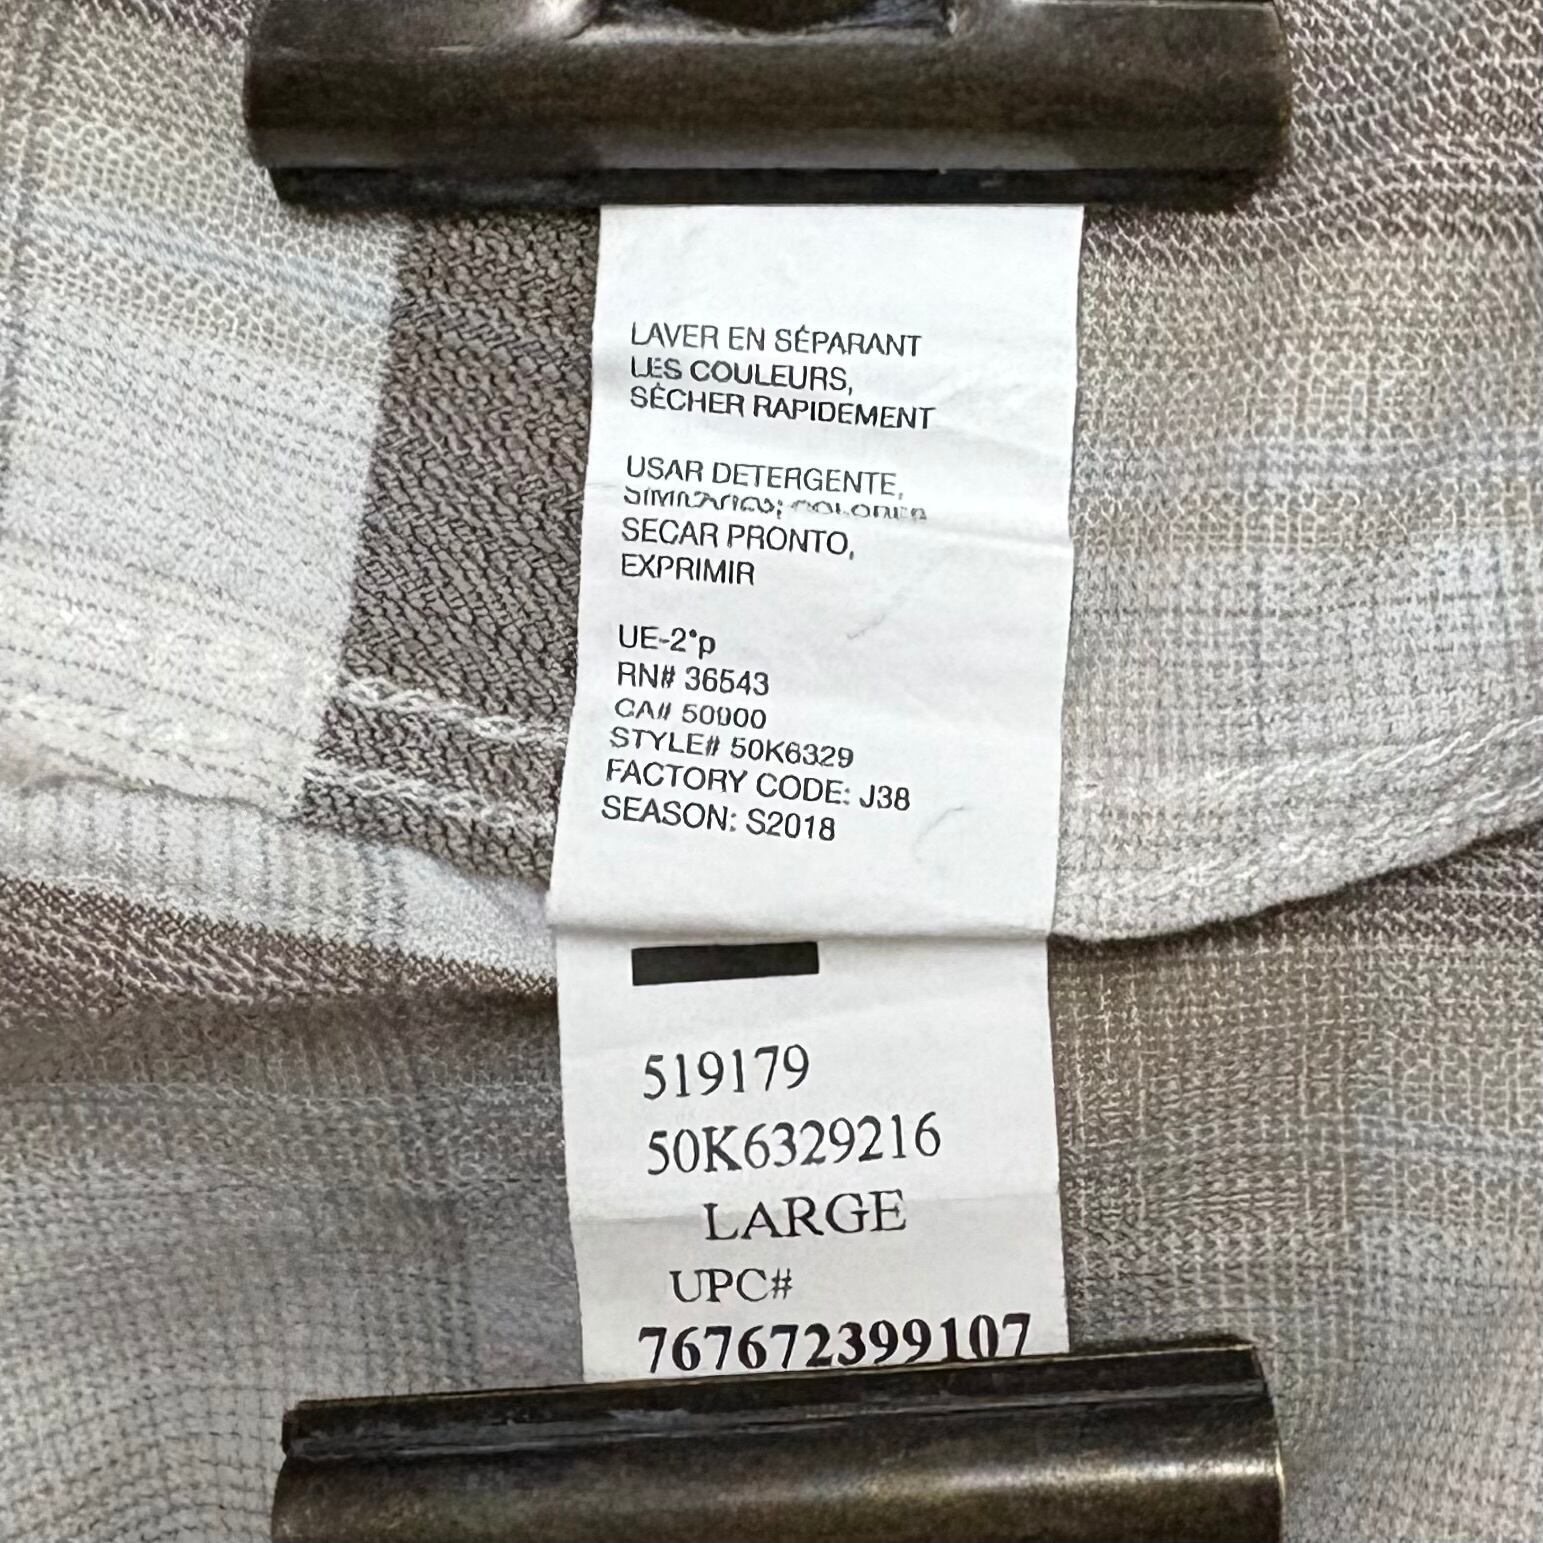 LAVER EN SÉPARANT
LES COULEURS,
SÉCHER RAPIDEMENT
USAR DETERGENTE,
SECAR PRONTO,
EXPRIMIR
UE-2*p
RN# 36543
CA# 50900
STYLE# 50K6329
FACTORY CODE: J38
SEASON: S2018
519179
50K6329216
LARGE
UPC#
767672399107